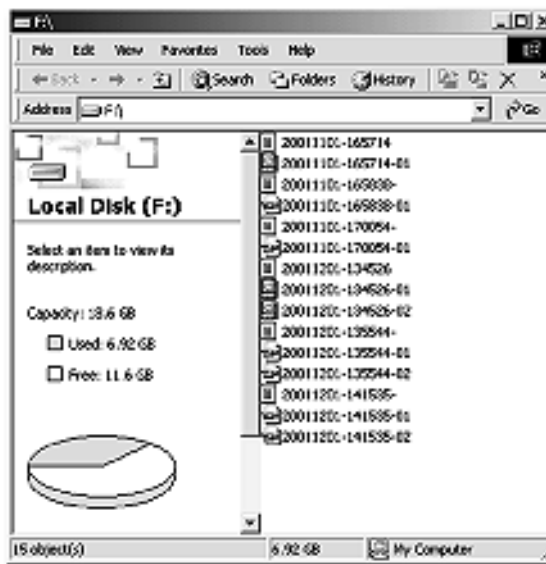 F:\
File Edit View Favorites Tools Help
Back Search Folders History
Address F:\ Go
Local Disk (F:)
Select an item to view its
description.
Capacity: 18.6 GB
Used: 6.92 GB
Free: 11.6 GB
20011101-165714
20011101-165714-01
20011101-165838-
20011101-165838-01
20011101-170054-
20011101-170054-01
20011201-134526
20011201-134526-01
20011201-134526-02
20011201-135544-
20011201-135544-01
20011201-135544-02
20011201-141535-
20011201-141535-01
20011201-141535-02
15 object(s) 6.92 GB My Computer